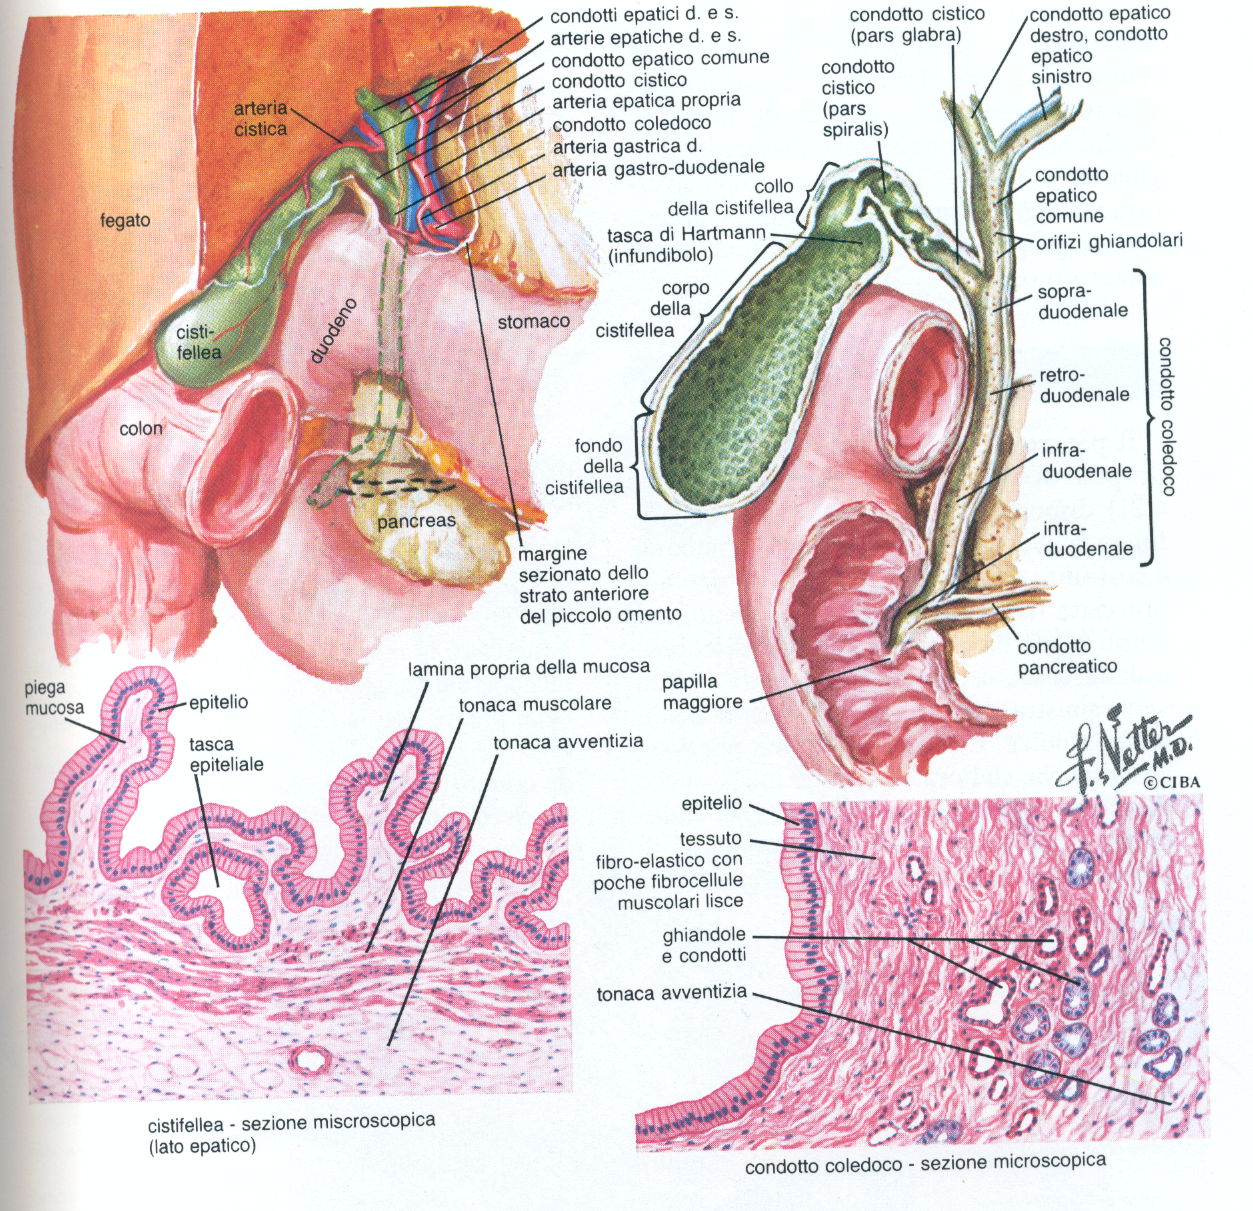 condotti epatici d. e s.
arterie epatiche d. e s.
condotto epatico comune
condotto cistico
arteria epatica propria
condotto coledoco
arteria gastrica d.
arteria gastro-duodenale
arteria
cistica
fegato
cisti-
fellea
duodeno
stomaco
colon
pancreas
margine
sezionato dello
strato anteriore
del piccolo omento
condotto cistico
(pars glabra)
condotto epatico
destro, condotto
epatico
sinistro
condotto
cistico
(pars
spiralis)
collo
della cistifellea
tasca di Hartmann
(infundibolo)
corpo
della
cistifellea
fondo
della
cistifellea
condotto
epatico
comune
orifizi ghiandolari
sopra-
duodenale
retro-
duodenale
infra-
duodenale
intra-
duodenale
condotto coledoco
condotto
pancreatico
papilla
maggiore
F. Netter
M.D.
©CIBA
piega
mucosa
epitelio
tasca
epiteliale
lamina propria della mucosa
tonaca muscolare
tonaca avventizia
cistifellea - sezione miscroscopica
(lato epatico)
epitelio
tessuto
fibro-elastico con
poche fibrocellule
muscolari lisce
ghiandole
e condotti
tonaca avventizia
condotto coledoco - sezione microscopica